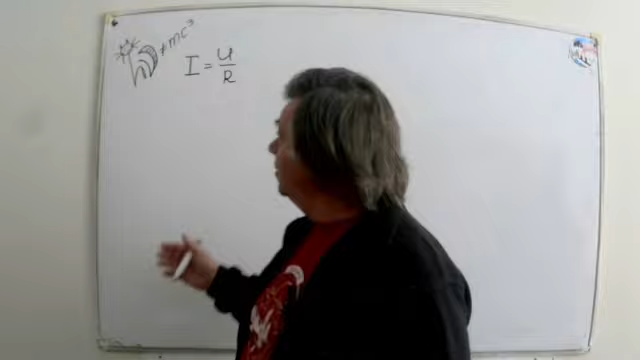 ≠mc³
I = U/R